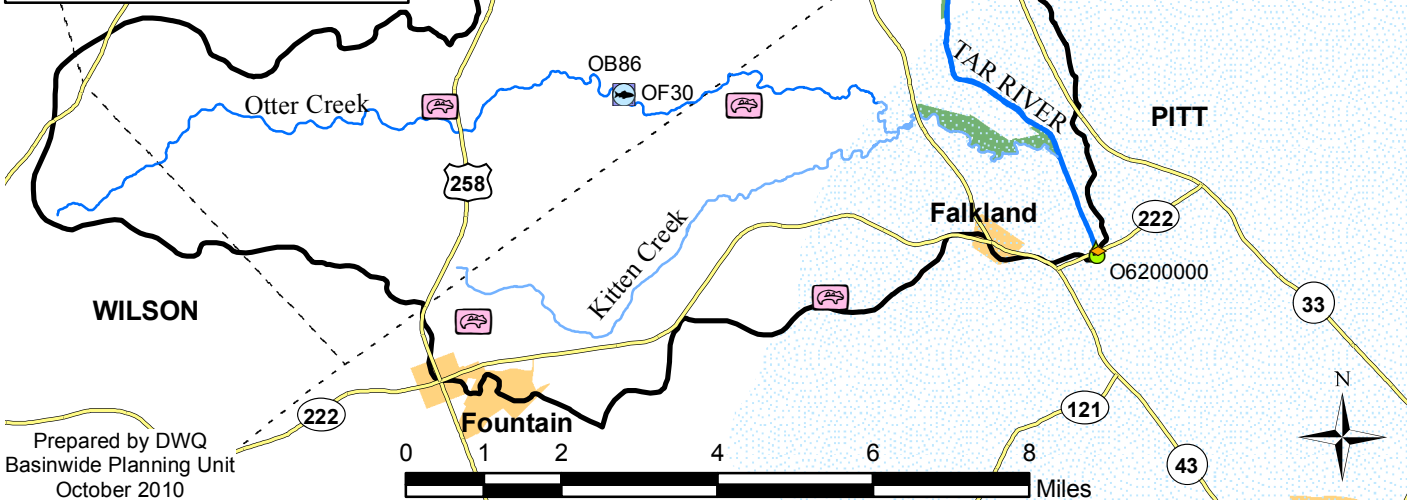 OB86
OF30
Otter Creek
TAR RIVER
PITT
258
Kitten Creek
Falkland
222
O6200000
WILSON
33
222
Fountain
121
43
N
Prepared by DWQ
Basinwide Planning Unit
October 2010
0 1 2 4 6 8
Miles